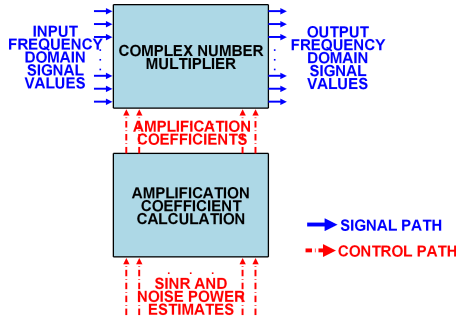 INPUT
FREQUENCY
DOMAIN
SIGNAL
VALUES
COMPLEX NUMBER
MULTIPLIER
OUTPUT
FREQUENCY
DOMAIN
SIGNAL
VALUES
AMPLIFICATION
COEFFICIENTS
AMPLIFICATION
COEFFICIENT
CALCULATION
SIGNAL PATH
CONTROL PATH
SINR AND
NOISE POWER
ESTIMATES